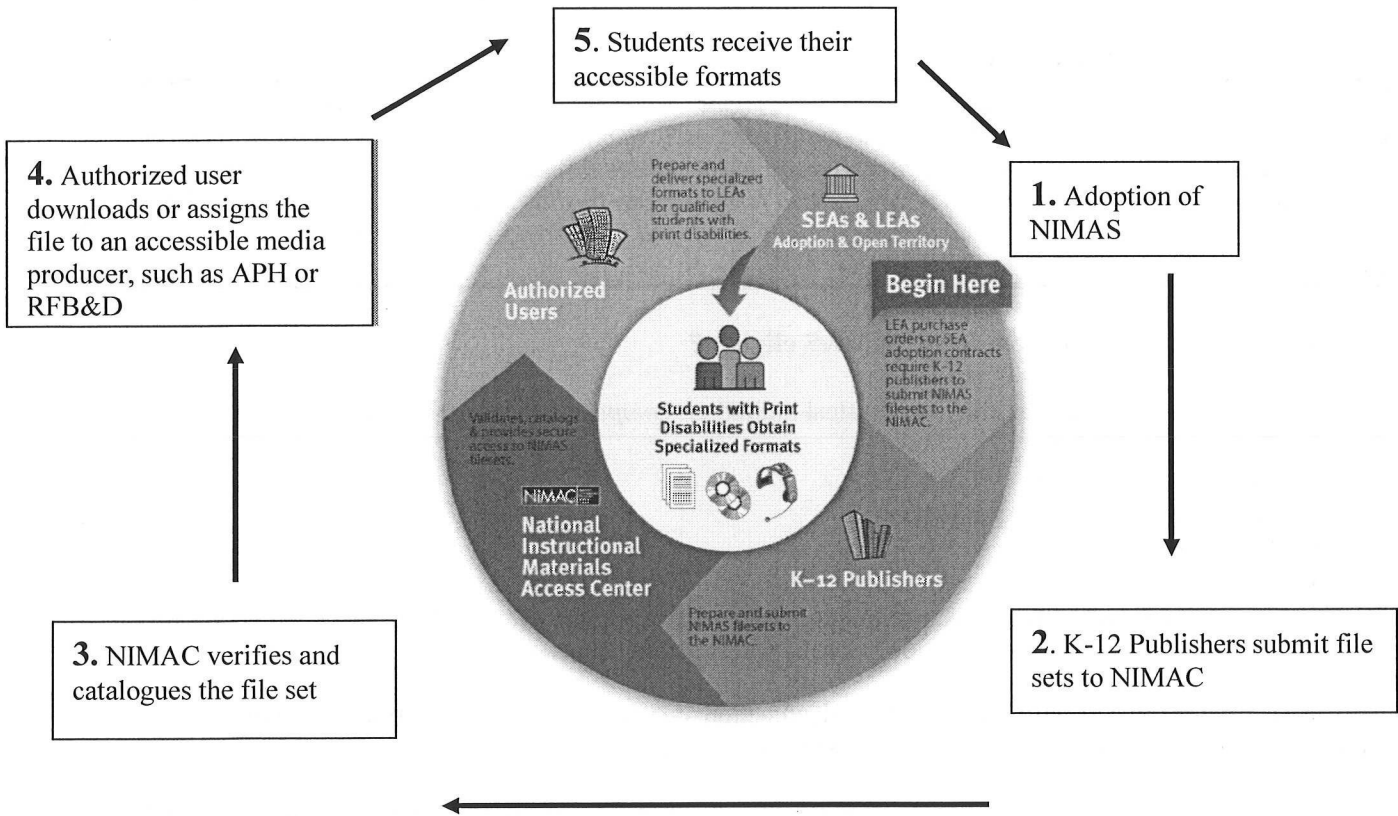 5. Students receive their
accessible formats
1. Adoption of
NIMAS
2. K-12 Publishers submit file
sets to NIMAC
3. NIMAC verifies and
catalogues the file set
4. Authorized user
downloads or assigns the
file to an accessible media
producer, such as APH or
RFB&D
SEAs & LEAs
Adoption & Open Territory
Begin Here
LEA purchase
orders or SEA
adoption contracts
require K-12
publishers to
submit NIMAS
filesets to the
NIMAC.
K-12 Publishers
Prepare and submit
NIMAS filesets to
the NIMAC.
NIMAC
National
Instructional
Materials
Access Center
Validates, catalogs
& provides secure
access to NIMAS
filesets.
Authorized
Users
Prepare and
deliver specialized
formats to LEAs
for qualified
students with
print disabilities.
Students with Print
Disabilities Obtain
Specialized Formats